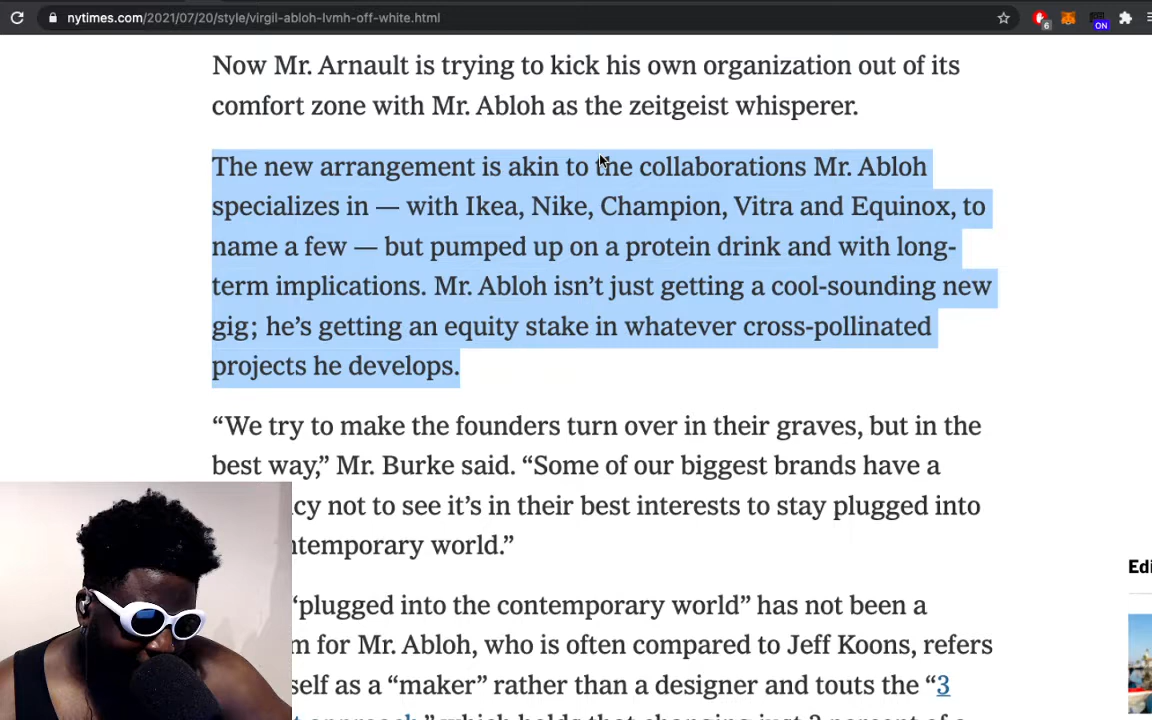 nytimes.com/2021/07/20/style/virgil-abloh-lvmh-off-white.html
6
ON
Now Mr. Arnault is trying to kick his own organization out of its
comfort zone with Mr. Abloh as the zeitgeist whisperer.
The new arrangement is akin to the collaborations Mr. Abloh
specializes in — with Ikea, Nike, Champion, Vitra and Equinox, to
name a few — but pumped up on a protein drink and with long-
term implications. Mr. Abloh isn’t just getting a cool-sounding new
gig; he’s getting an equity stake in whatever cross-pollinated
projects he develops.
“We try to make the founders turn over in their graves, but in the
best way,” Mr. Burke said. “Some of our biggest brands have a
cy not to see it’s in their best interests to stay plugged into
ntemporary world.”
“plugged into the contemporary world” has not been a
m for Mr. Abloh, who is often compared to Jeff Koons, refers
self as a “maker” rather than a designer and touts the “3
Edi